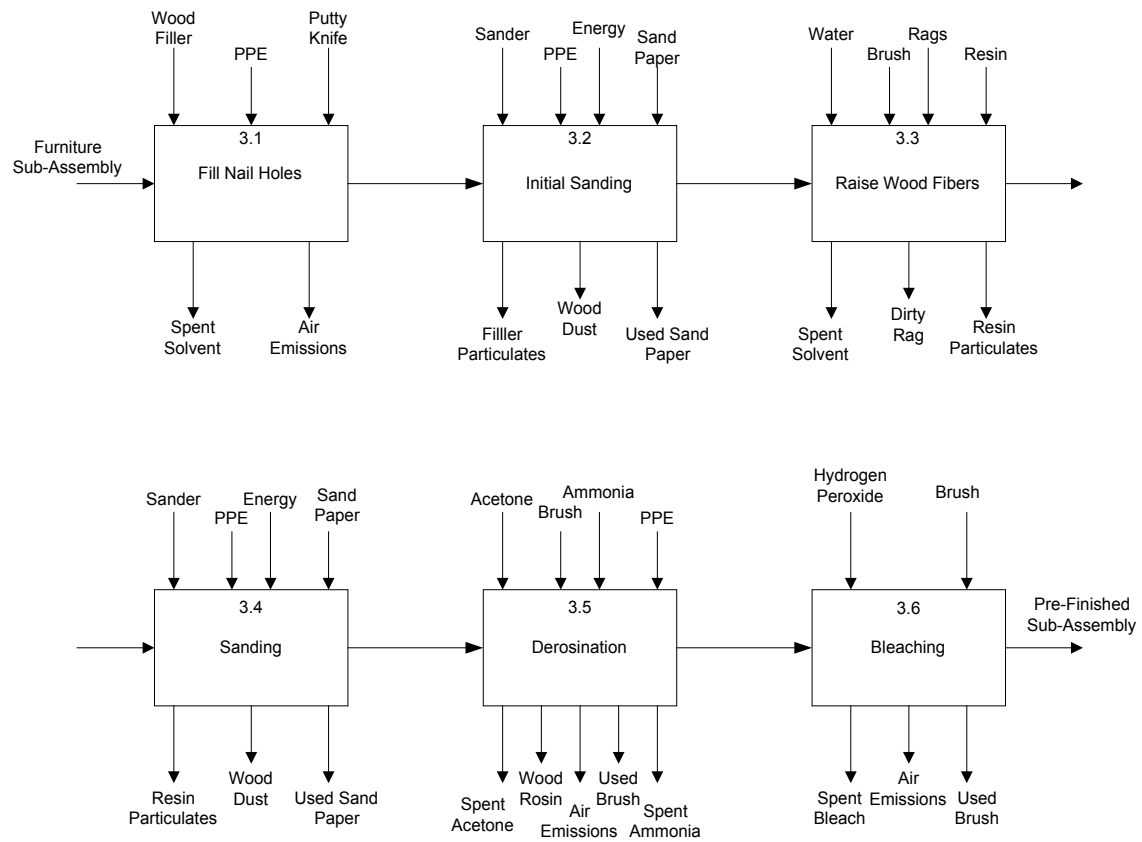 Wood
Filler
PPE
Putty
Knife
Sander
PPE
Energy
Sand
Paper
Water
Brush
Rags
Resin
Furniture
Sub-Assembly
3.1
Fill Nail Holes
3.2
Initial Sanding
3.3
Raise Wood Fibers
Spent
Solvent
Air
Emissions
Filller
Particulates
Wood
Dust
Used Sand
Paper
Spent
Solvent
Dirty
Rag
Resin
Particulates
Sander
PPE
Energy
Sand
Paper
Acetone
Brush
Ammonia
PPE
Hydrogen
Peroxide
Brush
3.4
Sanding
3.5
Derosination
3.6
Bleaching
Pre-Finished
Sub-Assembly
Resin
Particulates
Wood
Dust
Used Sand
Paper
Spent
Acetone
Wood
Rosin
Air
Emissions
Used
Brush
Spent
Ammonia
Spent
Bleach
Air
Emissions
Used
Brush